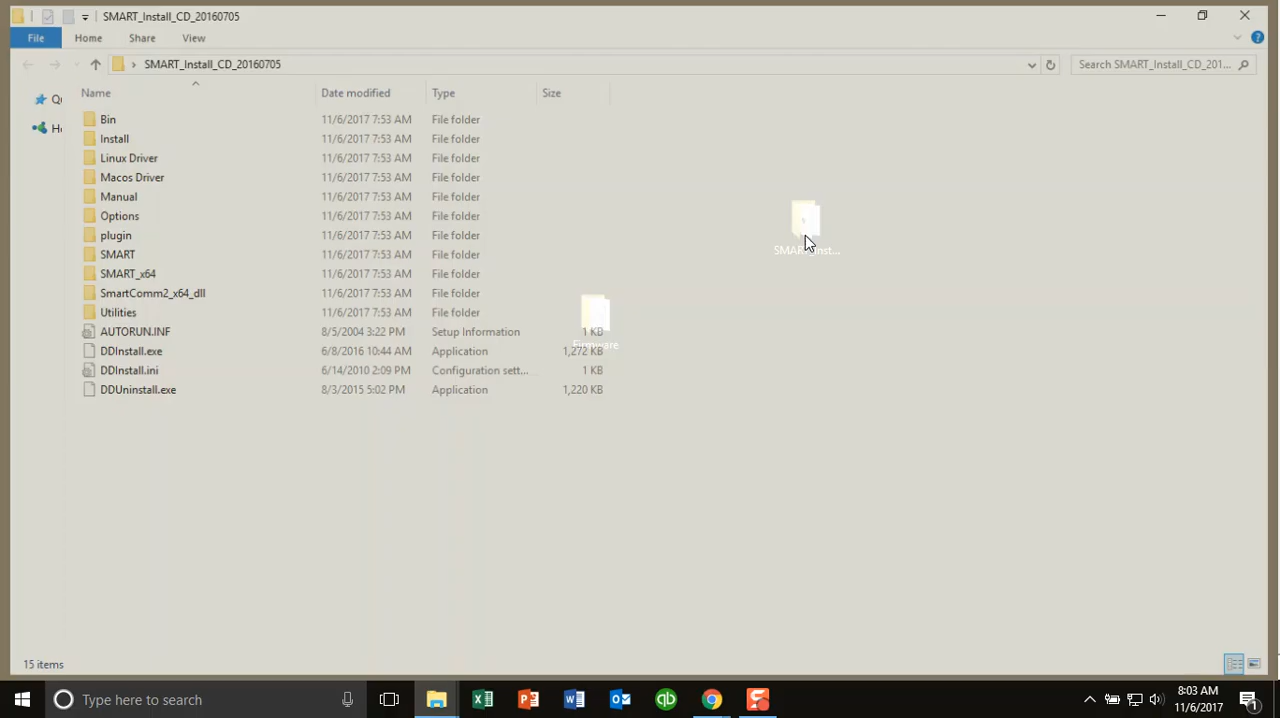 SMART_Install_CD_20160705
File Home Share View
SMART_Install_CD_20160705 Search SMART_Install_CD_201...
Name Date modified Type Size
Bin 11/6/2017 7:53 AM File folder
Install 11/6/2017 7:53 AM File folder
Linux Driver 11/6/2017 7:53 AM File folder
Macos Driver 11/6/2017 7:53 AM File folder
Manual 11/6/2017 7:53 AM File folder
Options 11/6/2017 7:53 AM File folder
plugin 11/6/2017 7:53 AM File folder
SMART 11/6/2017 7:53 AM File folder
SMART_x64 11/6/2017 7:53 AM File folder
SmartComm2_x64_dll 11/6/2017 7:53 AM File folder
Utilities 11/6/2017 7:53 AM File folder
AUTORUN.INF 8/5/2004 3:22 PM Setup Information 1 KB
DDInstall.exe 6/8/2016 10:44 AM Application 1,272 KB
DDInstall.ini 6/14/2010 2:09 PM Configuration sett... 1 KB
DDUninstall.exe 8/3/2015 5:02 PM Application 1,220 KB
Qu
Ho
Firmware
15 items
Type here to search
8:03 AM
11/6/2017
1